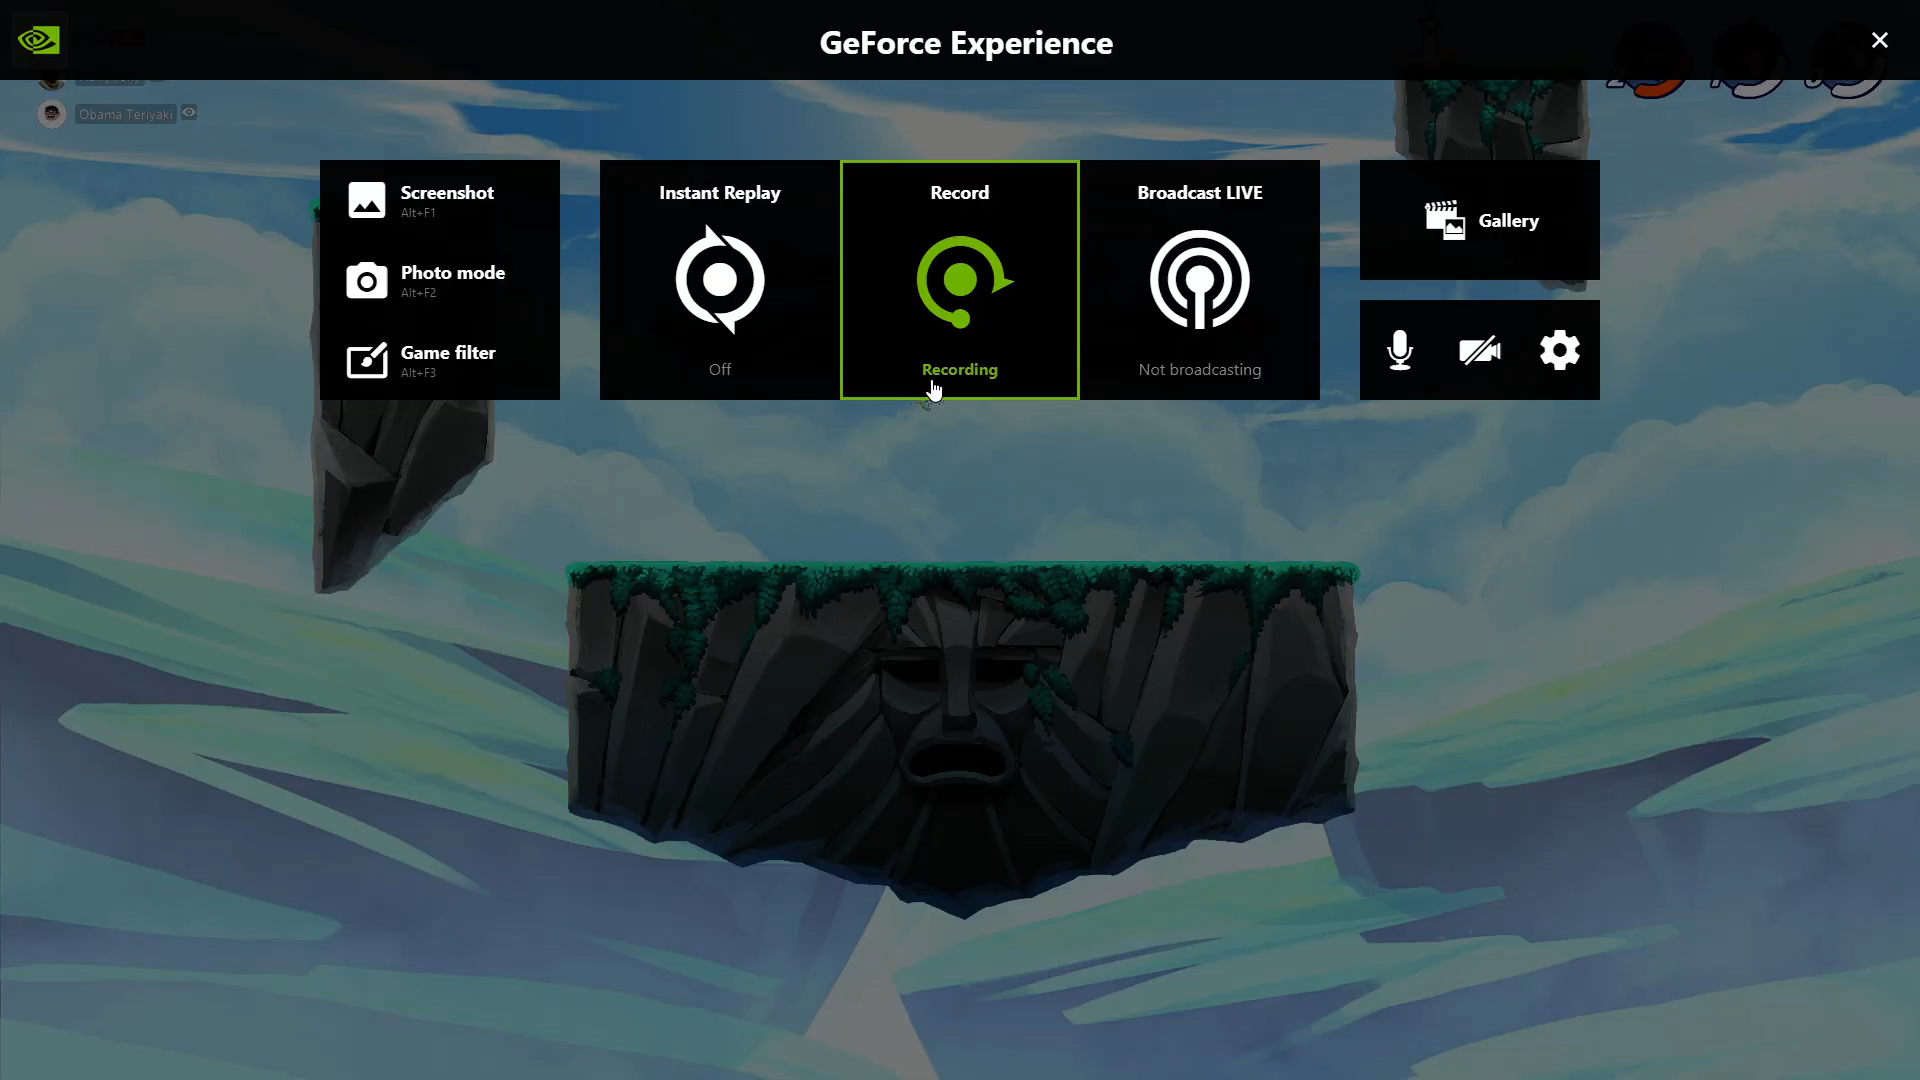 GeForce Experience
Obama Teriyaki
Screenshot
Alt+F1
Photo mode
Alt+F2
Game filter
Alt+F3
Instant Replay
Off
Record
Recording
Broadcast LIVE
Not broadcasting
Gallery